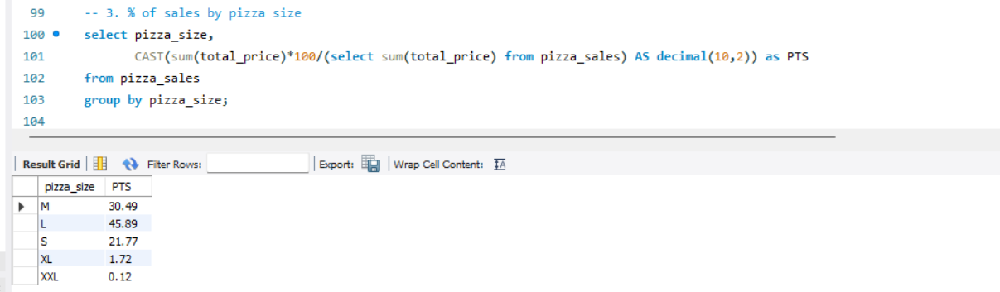 99 -- 3. % of sales by pizza size
100 select pizza_size,
101 CAST(sum(total_price)*100/(select sum(total_price) from pizza_sales) AS decimal(10,2)) as PTS
102 from pizza_sales
103 group by pizza_size;
104
Result Grid Filter Rows: Export: Wrap Cell Content: IA
pizza_size PTS
M 30.49
L 45.89
S 21.77
XL 1.72
XXL 0.12